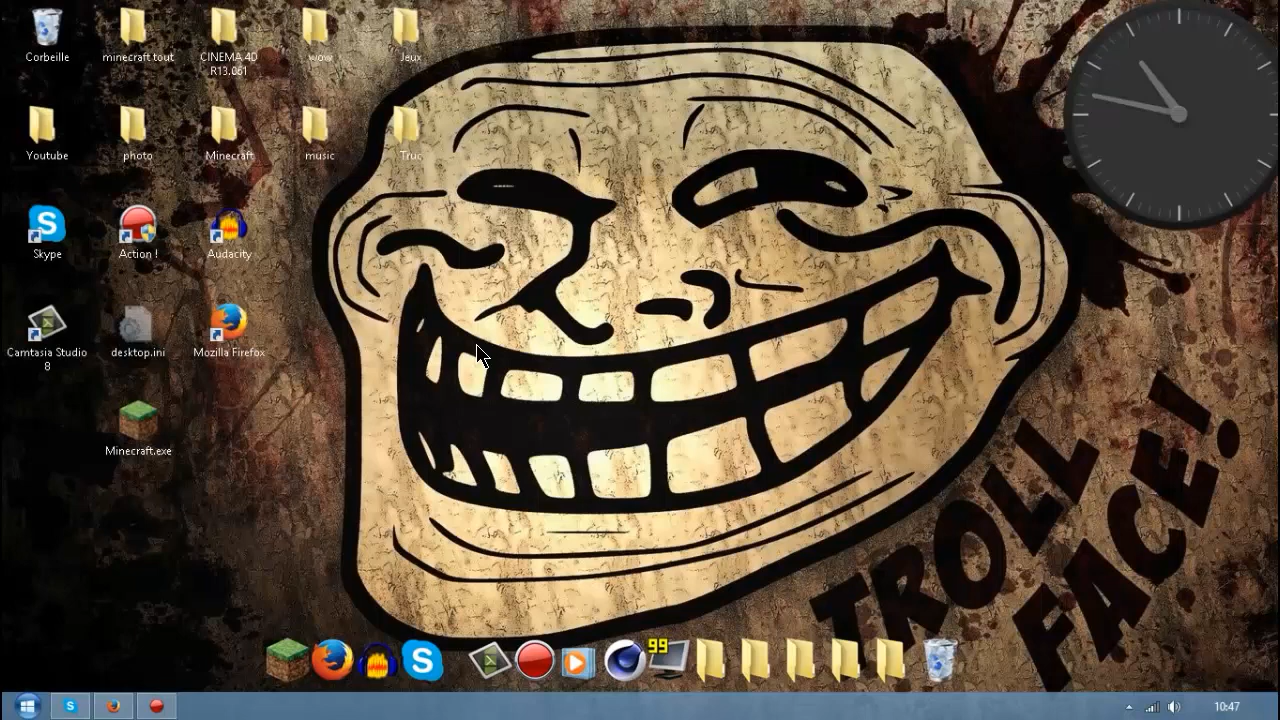 Corbeille
minecraft tout
CINEMA 4D
R13.061
wow
Jeux
Youtube
photo
Minecraft
music
Truc
Skype
Action !
Audacity
Camtasia Studio
8
desktop.ini
Mozilla Firefox
Minecraft.exe
TROLL
FACE!
99
10:47